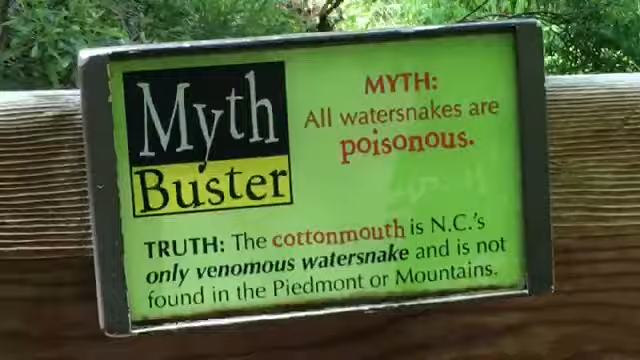 Myth
Buster
MYTH:
All watersnakes are
poisonous.
TRUTH: The cottonmouth is N.C.'s
only venomous watersnake and is not
found in the Piedmont or Mountains.